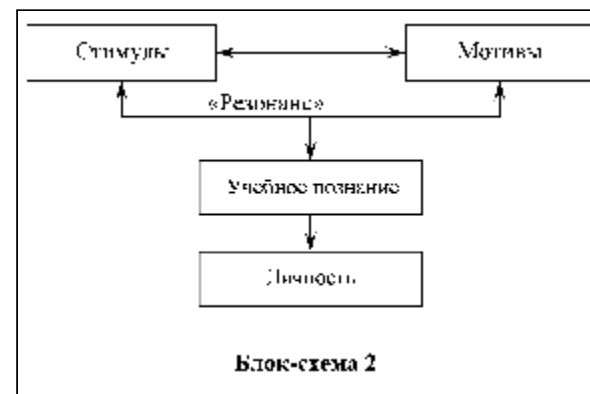 Стимулы
Мотивы
«Резонанс»
Учебное познание
Личность
Блок-схема 2